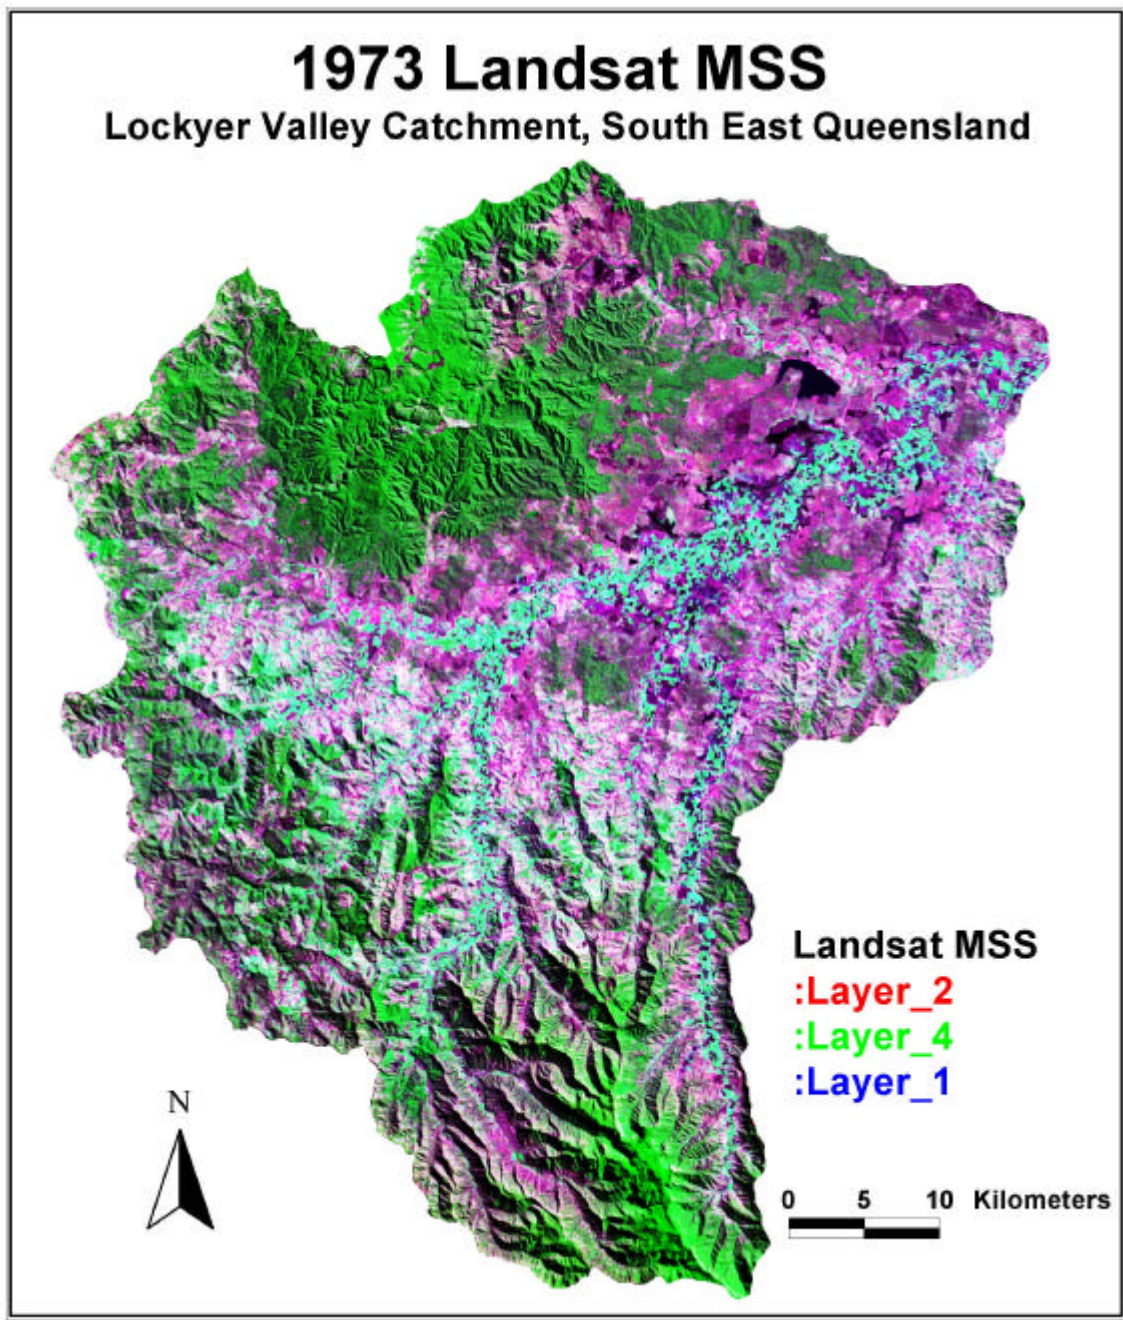 1973 Landsat MSS
Lockyer Valley Catchment, South East Queensland
Landsat MSS
:Layer_2
:Layer_4
:Layer_1
N
0 5 10 Kilometers